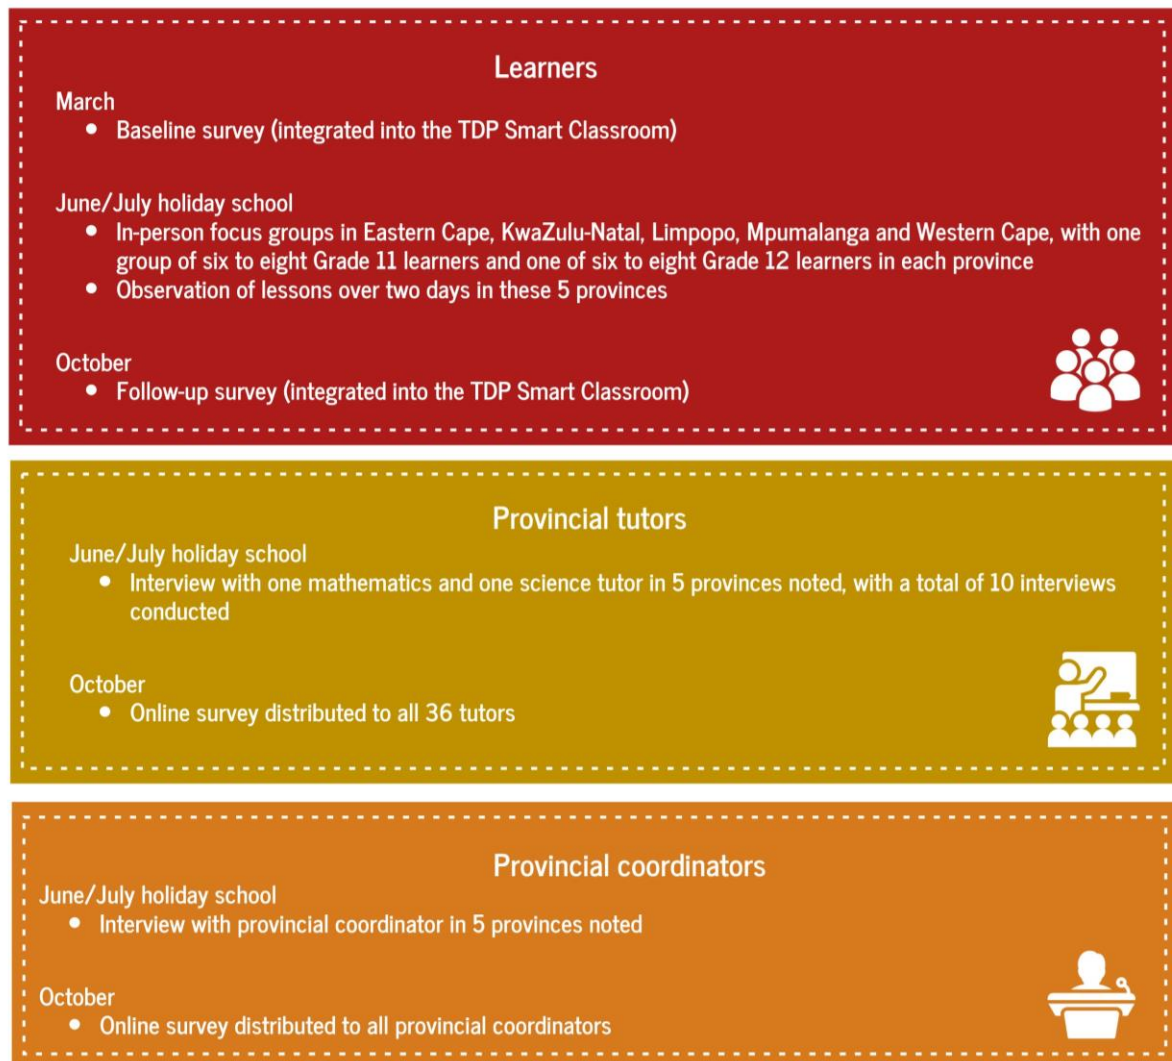 Learners
March
• Baseline survey (integrated into the TDP Smart Classroom)
June/July holiday school
• In-person focus groups in Eastern Cape, KwaZulu-Natal, Limpopo, Mpumalanga and Western Cape, with one
group of six to eight Grade 11 learners and one of six to eight Grade 12 learners in each province
• Observation of lessons over two days in these 5 provinces
October
• Follow-up survey (integrated into the TDP Smart Classroom)
Provincial tutors
June/July holiday school
• Interview with one mathematics and one science tutor in 5 provinces noted, with a total of 10 interviews
conducted
October
• Online survey distributed to all 36 tutors
Provincial coordinators
June/July holiday school
• Interview with provincial coordinator in 5 provinces noted
October
• Online survey distributed to all provincial coordinators